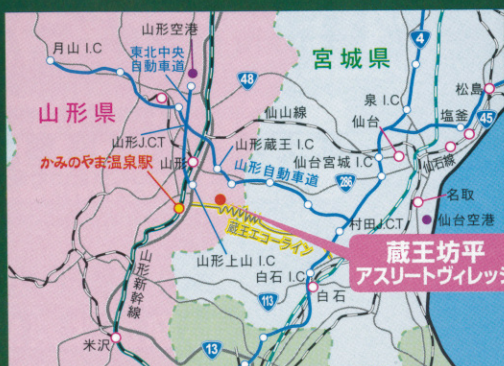 山形空港
月山 I.C
東北中央
自動車道
4
宮城県
48
松島
泉 I.C
塩釜
45
仙山線
仙台
山形県
山形J.C.T
山形蔵王 I.C
仙台宮城 I.C
仙石線
かみのやま温泉駅
山形
山形自動車道
286
名取
仙台空港
村田J.C.T
蔵王エコーライン
蔵王坊平
アスリートヴィレッジ
山形上山 I.C
白石 I.C
113
白石
山形新幹線
米沢
13